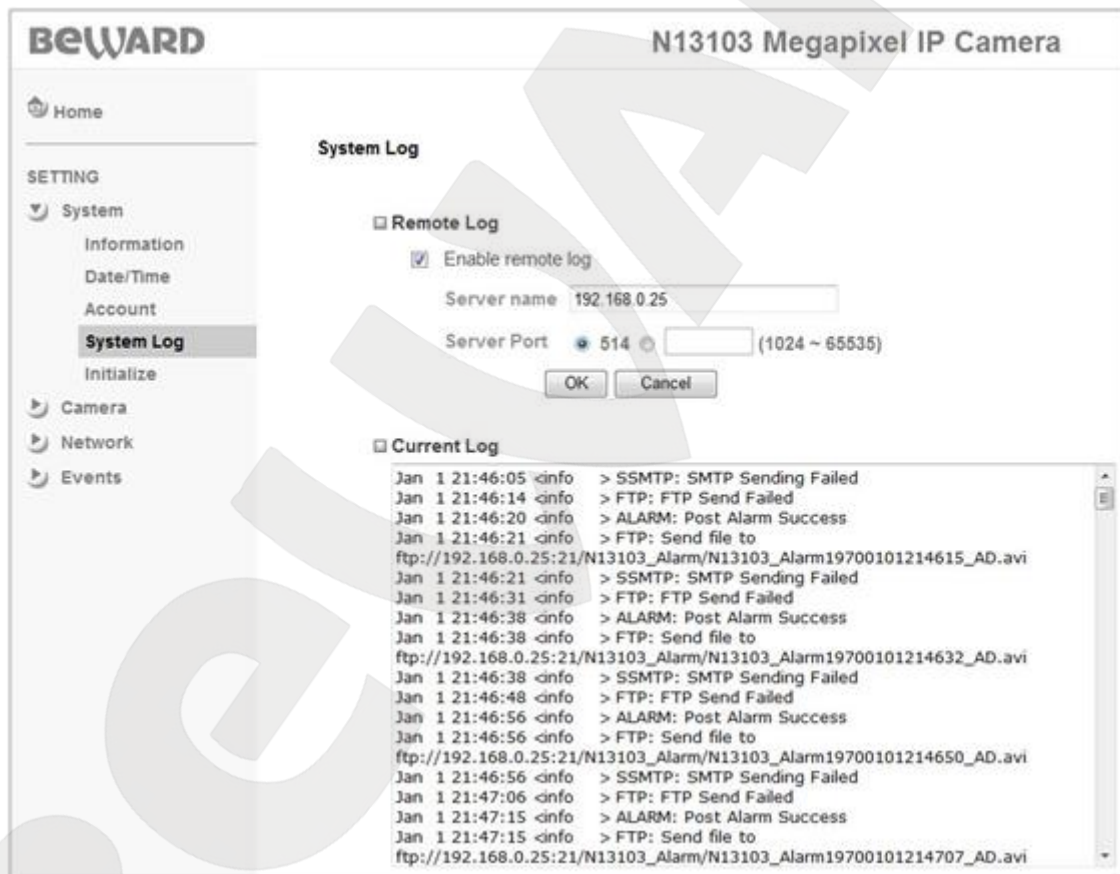 BEWARD
N13103 Megapixel IP Camera
Home
SETTING
System
Information
Date/Time
Account
System Log
Initialize
Camera
Network
Events
System Log
Remote Log
Enable remote log
Server name 192.168.0.25
Server Port 514 (1024 ~ 65535)
OK Cancel
Current Log
Jan 1 21:46:05 <info > SSMTP: SMTP Sending Failed
Jan 1 21:46:14 <info > FTP: FTP Send Failed
Jan 1 21:46:20 <info > ALARM: Post Alarm Success
Jan 1 21:46:21 <info > FTP: Send file to
ftp://192.168.0.25:21/N13103_Alarm/N13103_Alarm19700101214615_AD.avi
Jan 1 21:46:21 <info > SSMTP: SMTP Sending Failed
Jan 1 21:46:31 <info > FTP: FTP Send Failed
Jan 1 21:46:38 <info > ALARM: Post Alarm Success
Jan 1 21:46:38 <info > FTP: Send file to
ftp://192.168.0.25:21/N13103_Alarm/N13103_Alarm19700101214632_AD.avi
Jan 1 21:46:38 <info > SSMTP: SMTP Sending Failed
Jan 1 21:46:48 <info > FTP: FTP Send Failed
Jan 1 21:46:56 <info > ALARM: Post Alarm Success
Jan 1 21:46:56 <info > FTP: Send file to
ftp://192.168.0.25:21/N13103_Alarm/N13103_Alarm19700101214650_AD.avi
Jan 1 21:46:56 <info > SSMTP: SMTP Sending Failed
Jan 1 21:47:06 <info > FTP: FTP Send Failed
Jan 1 21:47:15 <info > ALARM: Post Alarm Success
Jan 1 21:47:15 <info > FTP: Send file to
ftp://192.168.0.25:21/N13103_Alarm/N13103_Alarm19700101214707_AD.avi